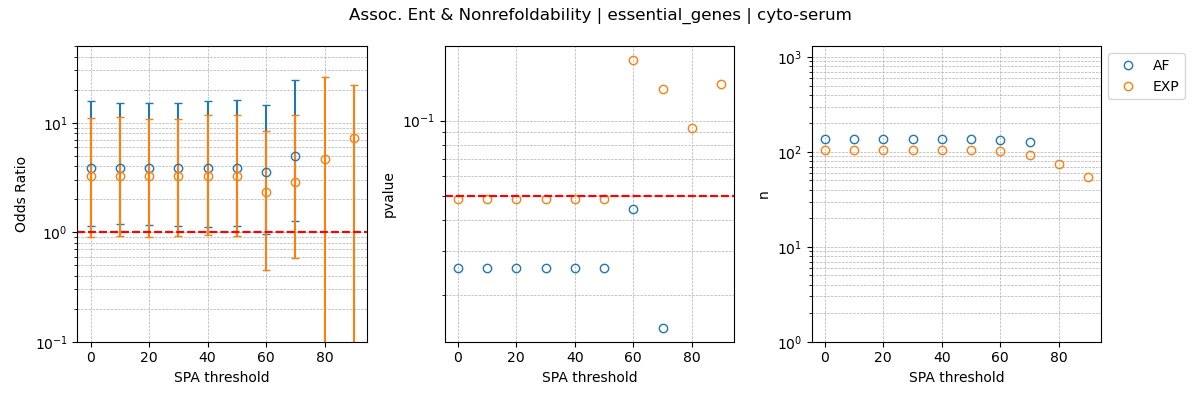 Assoc. Ent & Nonrefoldability | essential_genes | cyto-serum
Odds Ratio
10¹
10⁰
10⁻¹
0 20 40 60 80
SPA threshold
pvalue
10⁻¹
0 20 40 60 80
SPA threshold
n
10³
10²
10¹
10⁰
0 20 40 60 80
SPA threshold
AF
EXP